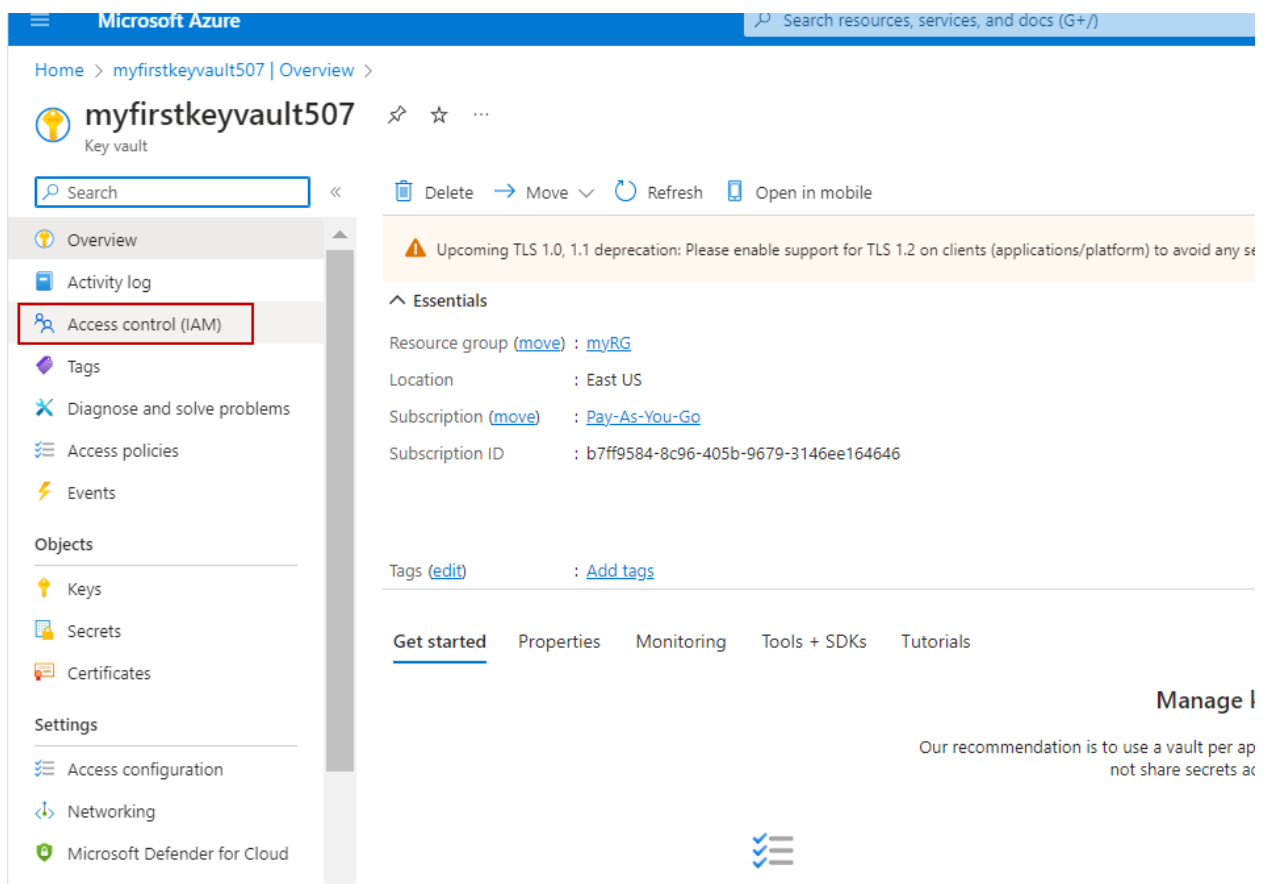 Microsoft Azure
Search resources, services, and docs (G+/)
Home > myfirstkeyvault507 | Overview >
myfirstkeyvault507
Key vault
Search
Delete
Move
Refresh
Open in mobile
Overview
Activity log
Access control (IAM)
Tags
Diagnose and solve problems
Access policies
Events
Objects
Keys
Secrets
Certificates
Settings
Access configuration
Networking
Microsoft Defender for Cloud
Upcoming TLS 1.0, 1.1 deprecation: Please enable support for TLS 1.2 on clients (applications/platform) to avoid any se
Essentials
Resource group (move) : myRG
Location : East US
Subscription (move) : Pay-As-You-Go
Subscription ID : b7ff9584-8c96-405b-9679-3146ee164646
Tags (edit) : Add tags
Get started Properties Monitoring Tools + SDKs Tutorials
Manage
Our recommendation is to use a vault per ap
not share secrets